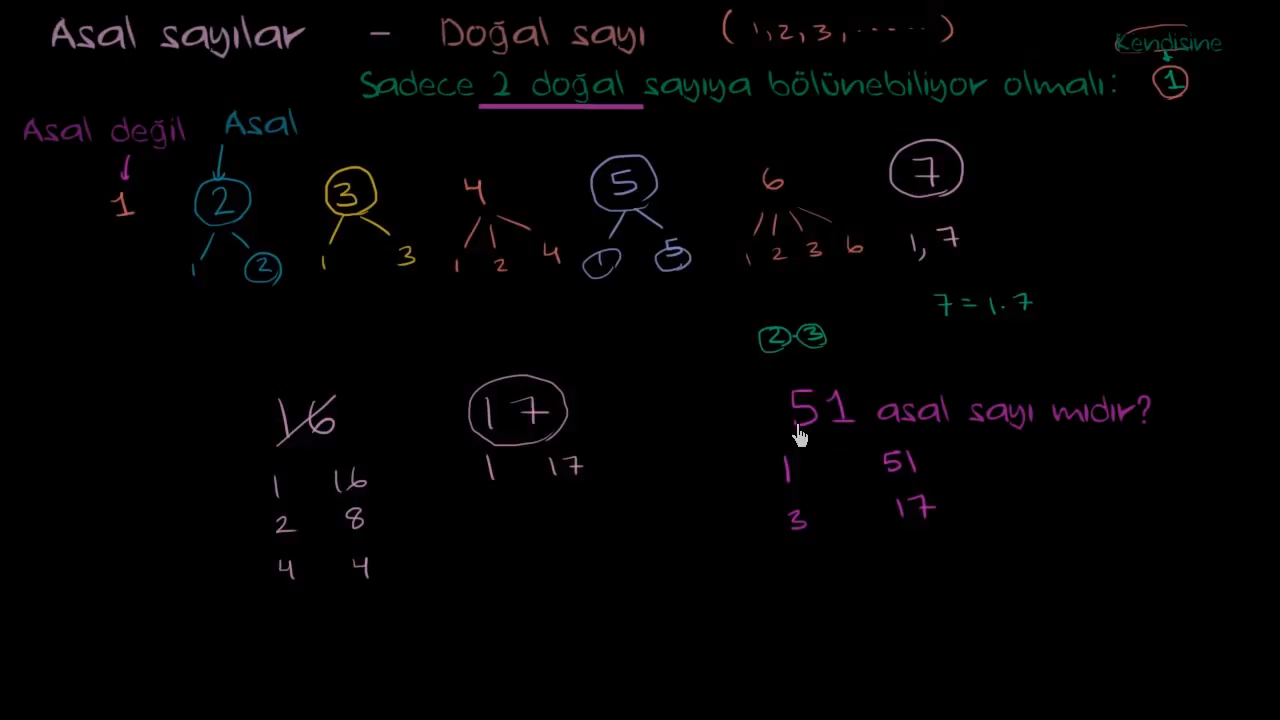 Asal sayılar - Doğal sayı (1,2,3,.....)
Kendisine
Sadece 2 doğal sayıya bölünebiliyor olmalı: 1
Asal değil Asal
1 2 3 4 5 6 7
1 2 1 3 1 2 4 1 5 1 2 3 6 1,7
7 = 1.7
2.3
16 17 51 asal sayı mıdır?
1 16 1 17 1 51
2 8 3 17
4 4